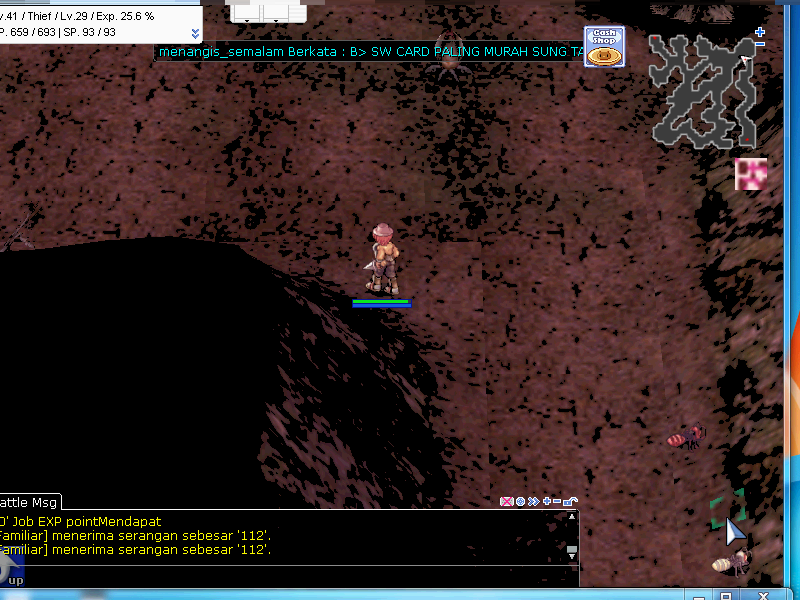 v.41 / Thief / Lv.29 / Exp. 25.6 %
P. 659 / 693 | SP. 93 / 93
menangis_semalam Berkata : B> SW CARD PALING MURAH SUNG TA
Cash
Shop
attle Msg
0' Job EXP pointMendapat
Familiar] menerima serangan sebesar '112'.
Familiar] menerima serangan sebesar '112'.
up